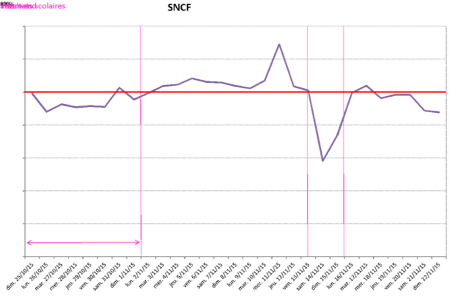 scolaires
SNCF
dim. 25/10/15
lun. 26/10/15
mar. 27/10/15
mer. 28/10/15
jeu. 29/10/15
ven. 30/10/15
sam. 31/10/15
dim. 1/11/15
lun. 2/11/15
mar. 3/11/15
mer. 4/11/15
jeu. 5/11/15
ven. 6/11/15
sam. 7/11/15
dim. 8/11/15
lun. 9/11/15
mar. 10/11/15
mer. 11/11/15
jeu. 12/11/15
ven. 13/11/15
sam. 14/11/15
dim. 15/11/15
lun. 16/11/15
mar. 17/11/15
mer. 18/11/15
jeu. 19/11/15
ven. 20/11/15
sam. 21/11/15
dim. 22/11/15